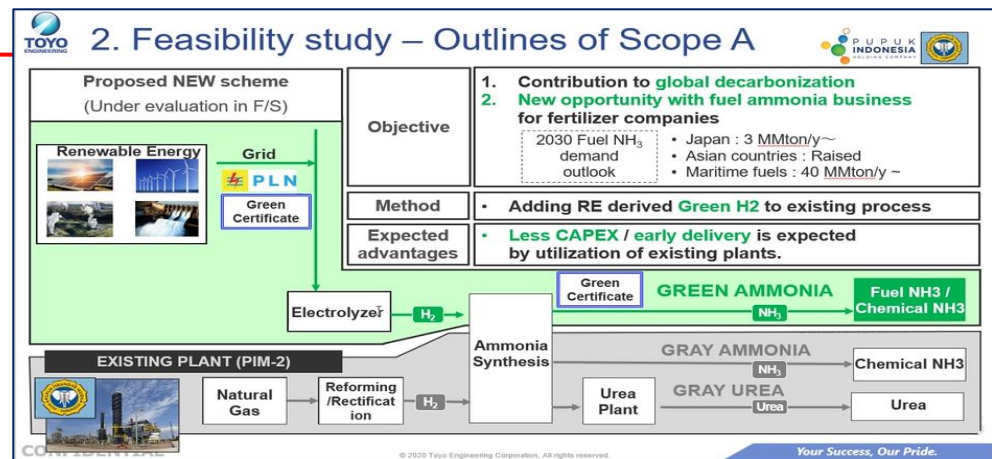 TOYO
ENGINEERING
2. Feasibility study – Outlines of Scope A
PUPUK
INDONESIA
HOLDING COMPANY
Proposed NEW scheme
(Under evaluation in F/S)
Objective
1. Contribution to global decarbonization
2. New opportunity with fuel ammonia business
for fertilizer companies
2030 Fuel NH3
demand
outlook
• Japan : 3 MMton/y～
• Asian countries : Raised
• Maritime fuels : 40 MMton/y ~
Method
• Adding RE derived Green H2 to existing process
Expected
advantages
• Less CAPEX / early delivery is expected
by utilization of existing plants.
Renewable Energy
Grid
PLN
Green
Certificate
Electrolyzer
H2
Ammonia
Synthesis
Green
Certificate
GREEN AMMONIA
NH3
Fuel NH3 /
Chemical NH3
EXISTING PLANT (PIM-2)
Natural
Gas
Reforming
/Rectificat
ion
H2
GRAY AMMONIA
NH3
Chemical NH3
Urea
Plant
GRAY UREA
Urea
Urea
CONFIDENTIAL
© 2020 Toyo Engineering Corporation, All rights reserved.
Your Success, Our Pride.